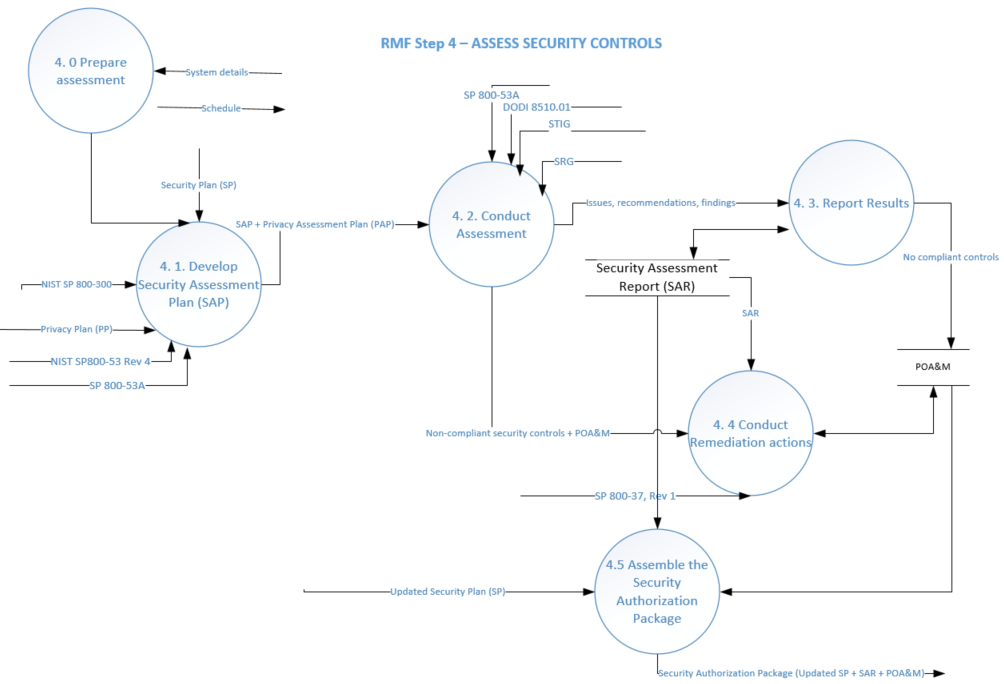 RMF Step 4 – ASSESS SECURITY CONTROLS
4. 0 Prepare
assessment
System details
Schedule
SP 800-53A
DODI 8510.01
STIG
SRG
Security Plan (SP)
SAP + Privacy Assessment Plan (PAP)
4. 2. Conduct
Assessment
Issues, recommendations, findings
4. 3. Report Results
No compliant controls
4. 1. Develop
Security Assessment
Plan (SAP)
NIST SP 800-300
Privacy Plan (PP)
NIST SP800-53 Rev 4
SP 800-53A
Security Assessment
Report (SAR)
SAR
POA&M
Non-compliant security controls + POA&M
4. 4 Conduct
Remediation actions
SP 800-37, Rev 1
4.5 Assemble the
Security
Authorization
Package
Updated Security Plan (SP)
Security Authorization Package (Updated SP + SAR + POA&M)